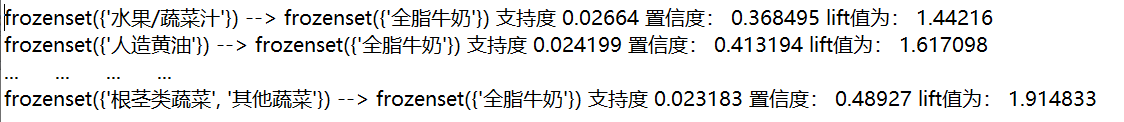 frozenset({'水果/蔬菜汁'}) --> frozenset({'全脂牛奶'}) 支持度 0.02664 置信度： 0.368495 lift值为： 1.44216
frozenset({'人造黄油'}) --> frozenset({'全脂牛奶'}) 支持度 0.024199 置信度： 0.413194 lift值为： 1.617098
... ... ... ...
frozenset({'根茎类蔬菜', '其他蔬菜'}) --> frozenset({'全脂牛奶'}) 支持度 0.023183 置信度： 0.48927 lift值为： 1.914833